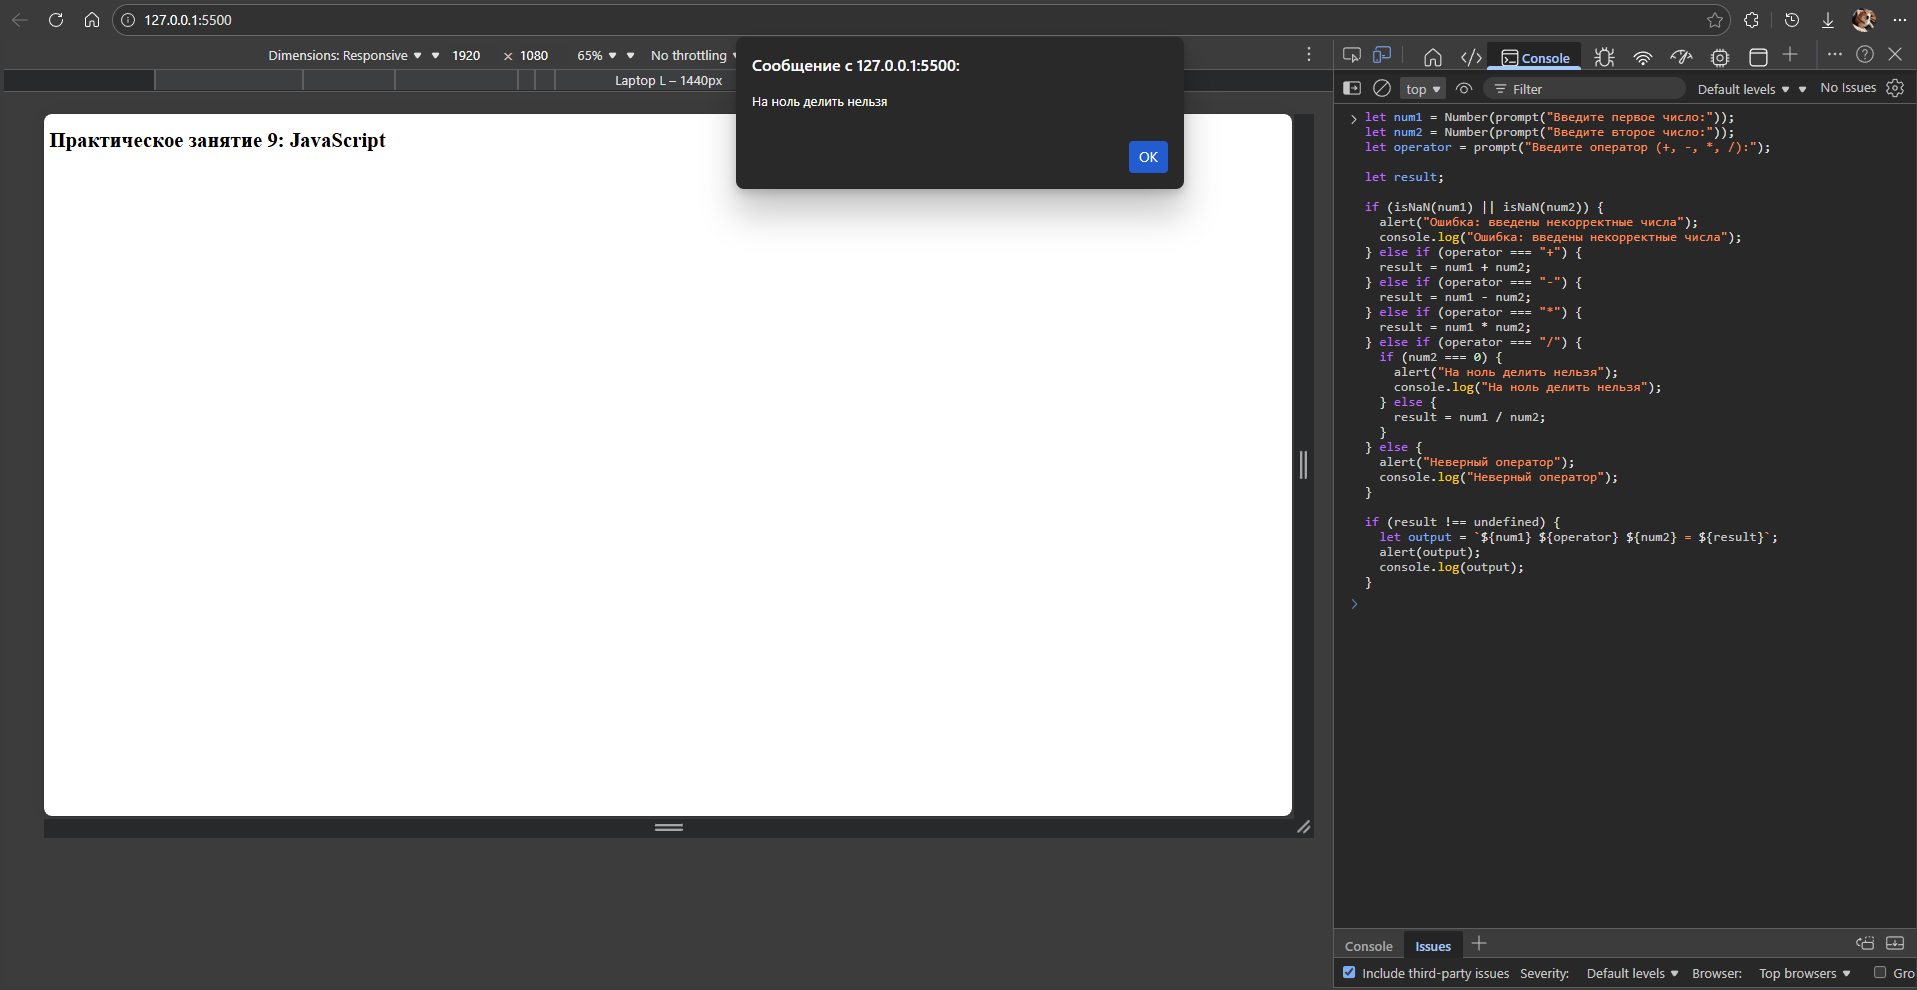 127.0.0.1:5500
Dimensions: Responsive 1920 × 1080 65% No throttling
Laptop L – 1440px
Сообщение с 127.0.0.1:5500:
На ноль делить нельзя
OK
Практическое занятие 9: JavaScript
Console
top Filter Default levels No Issues
let num1 = Number(prompt("Введите первое число:"));
let num2 = Number(prompt("Введите второе число:"));
let operator = prompt("Введите оператор (+, -, *, /):");
let result;
if (isNaN(num1) || isNaN(num2)) {
alert("Ошибка: введены некорректные числа");
console.log("Ошибка: введены некорректные числа");
} else if (operator === "+") {
result = num1 + num2;
} else if (operator === "-") {
result = num1 - num2;
} else if (operator === "*") {
result = num1 * num2;
} else if (operator === "/") {
if (num2 === 0) {
alert("На ноль делить нельзя");
console.log("На ноль делить нельзя");
} else {
result = num1 / num2;
}
} else {
alert("Неверный оператор");
console.log("Неверный оператор");
}
if (result !== undefined) {
let output = `${num1} ${operator} ${num2} = ${result}`;
alert(output);
console.log(output);
}
Console Issues
Include third-party issues Severity: Default levels Browser: Top browsers Gro